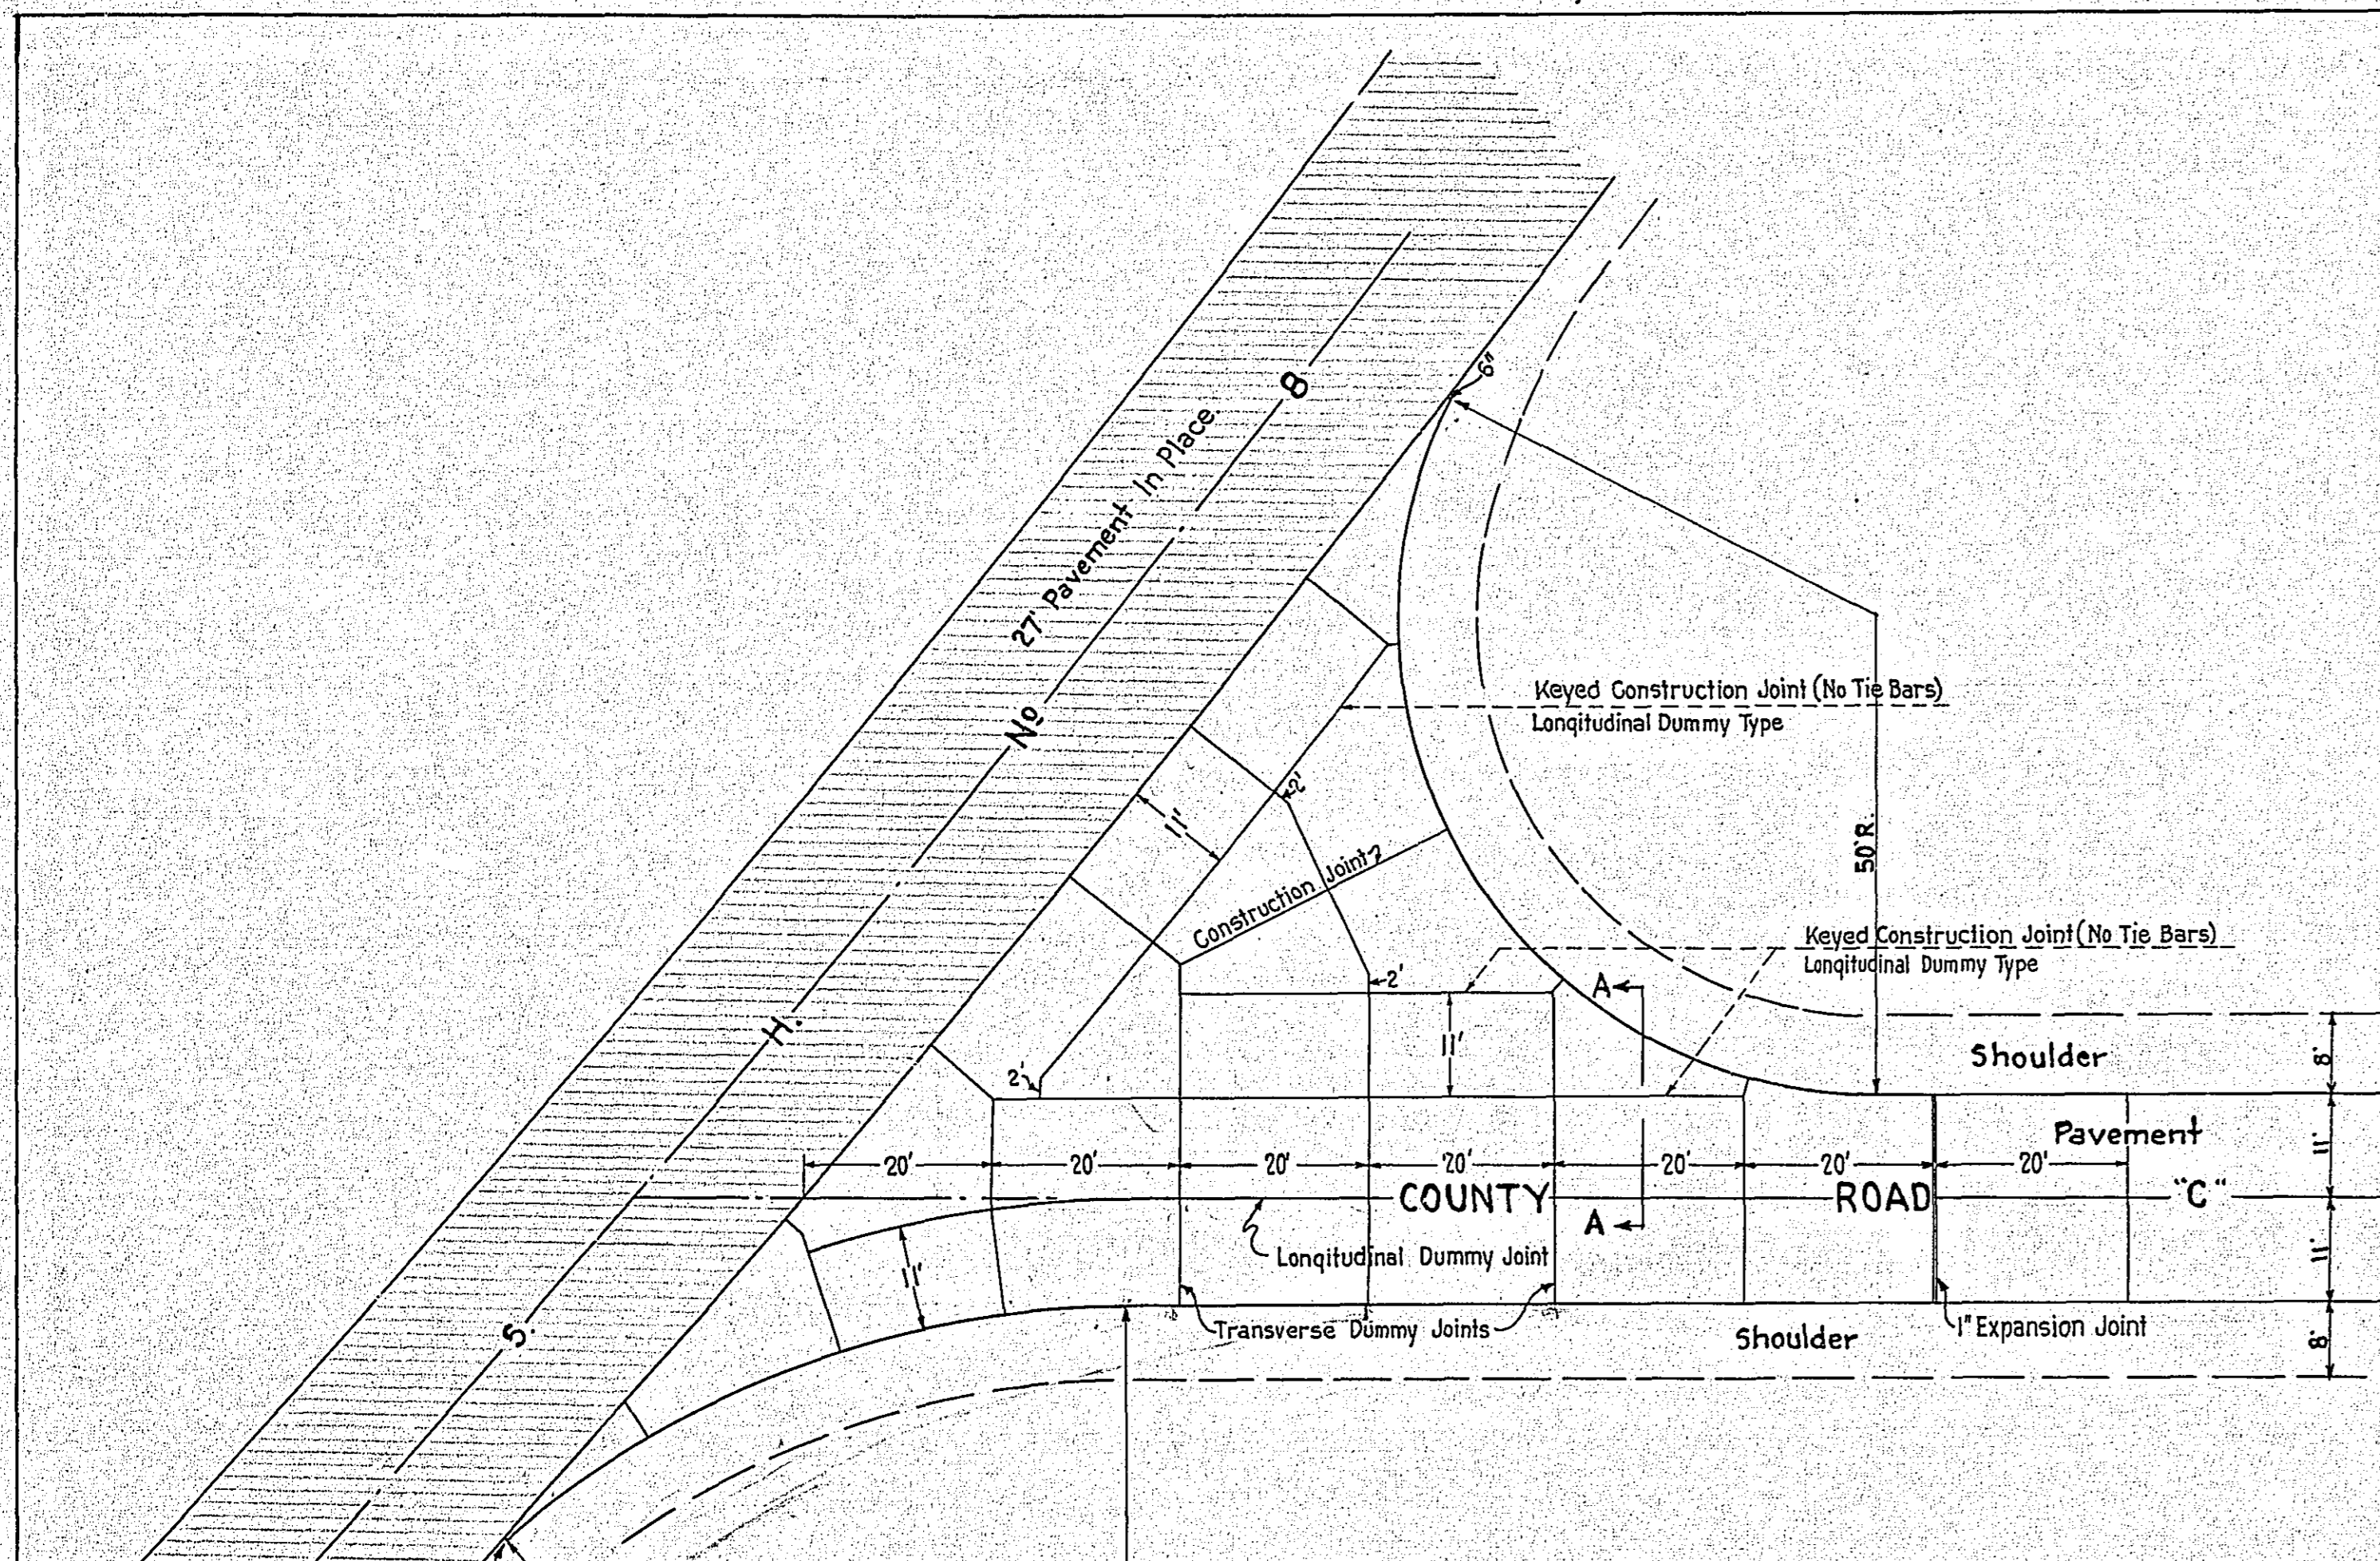 6"
8
27' Pavement In Place.
No
H.
S.
Keyed Construction Joint (No Tie Bars)
Longitudinal Dummy Type
2'
11'
Construction Joint
50' R.
Keyed Construction Joint (No Tie Bars)
Longitudinal Dummy Type
A
2'
11'
2'
Shoulder
8'
Pavement
11'
20'
20'
20'
20'
20'
20'
20'
COUNTY ROAD "C"
A
11'
Longitudinal Dummy Joint
11'
Transverse Dummy Joints
Shoulder
1" Expansion Joint
8'